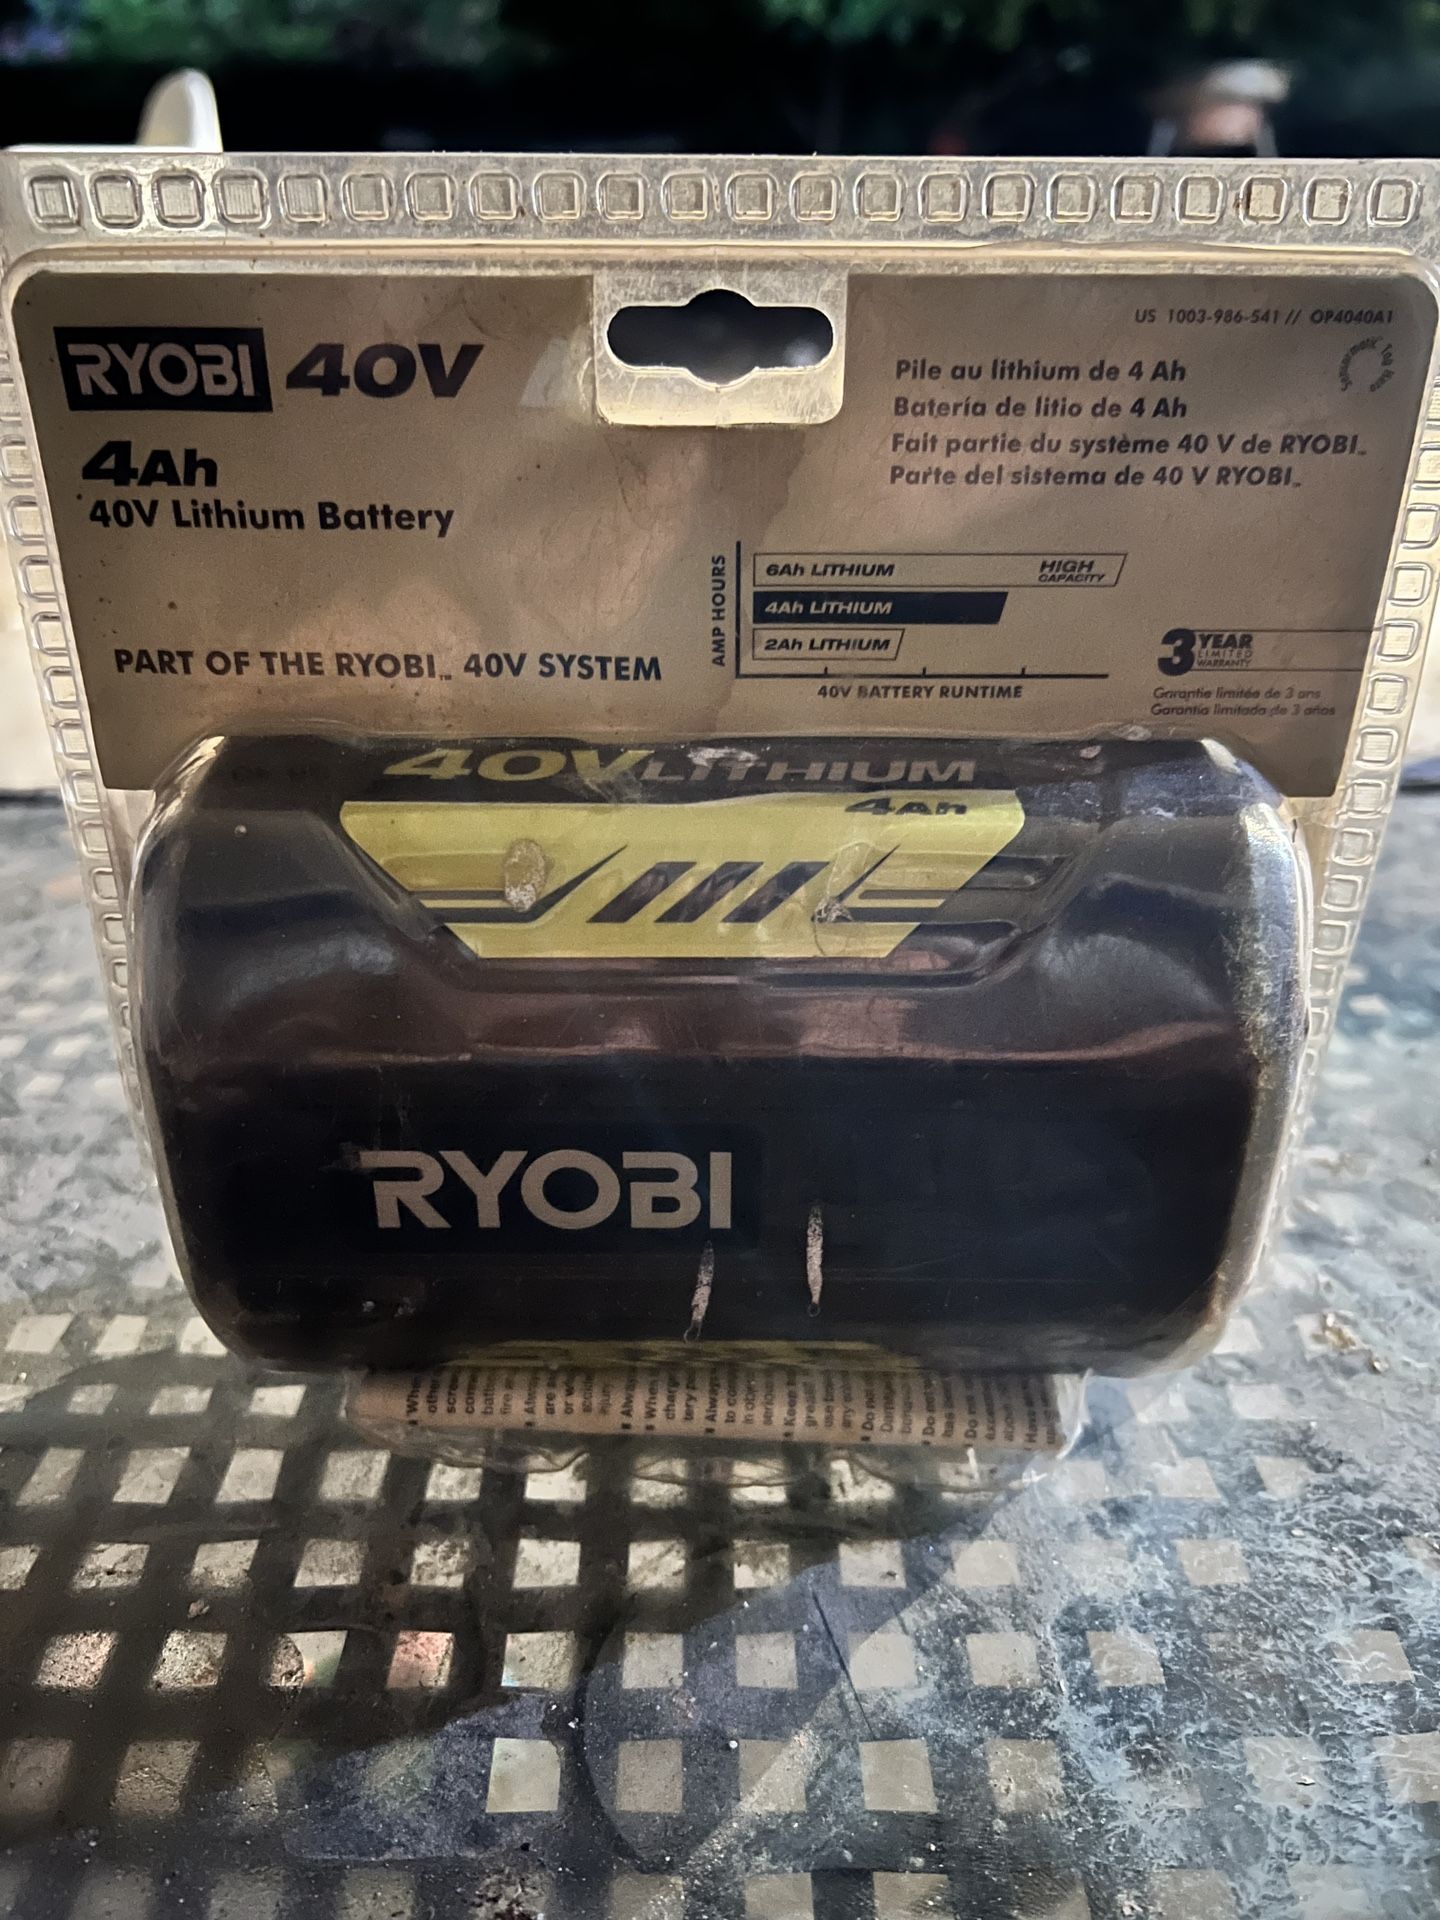 US 1003-986-541 // OP4040A1
RYOBI 40V
4Ah
40V Lithium Battery
PART OF THE RYOBI™ 40V SYSTEM
Pile au lithium de 4 Ah
Batería de litio de 4 Ah
Fait partie du système 40 V de RYOBI™
Parte del sistema de 40 V RYOBI™
AMP HOURS
6Ah LITHIUM HIGH CAPACITY
4Ah LITHIUM
2Ah LITHIUM
40V BATTERY RUNTIME
3 YEAR
LIMITED
WARRANTY
Garantie limitée de 3 ans
Garantía limitada de 3 años
40V LITHIUM
4Ah
RYOBI